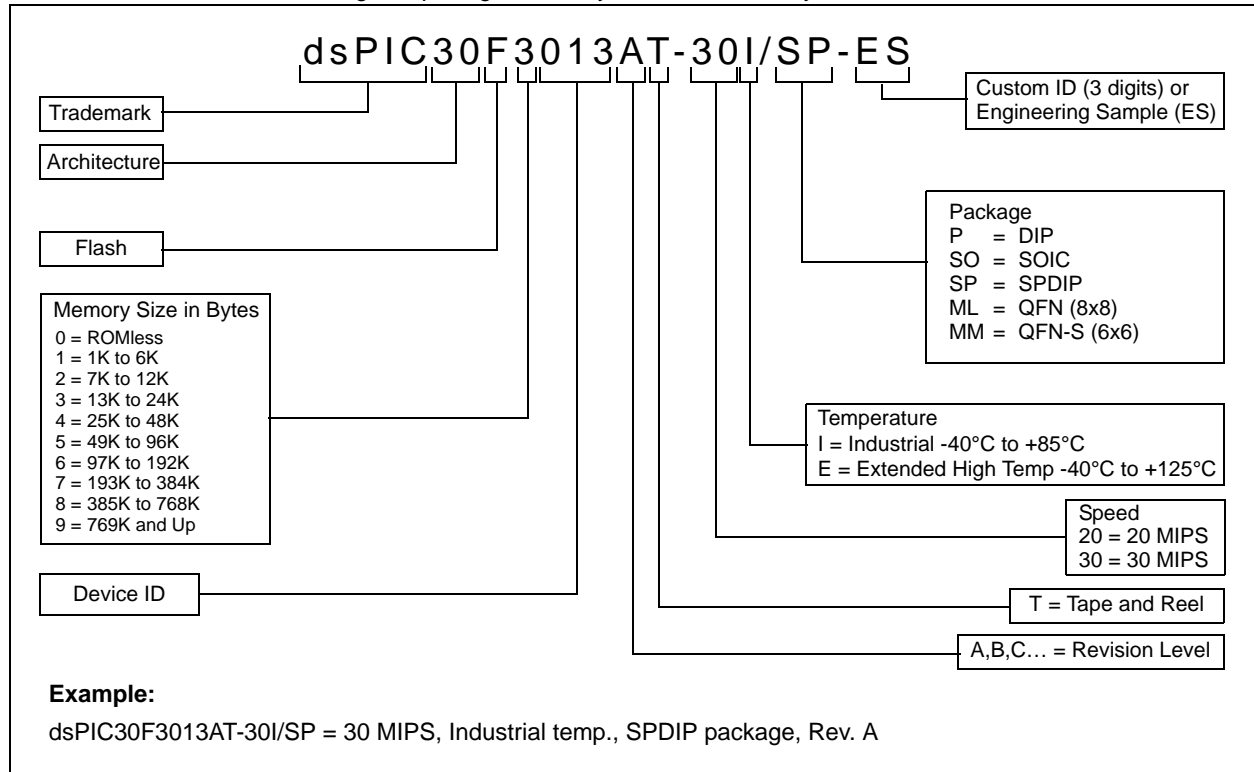 dsPIC30F3013AT-30I/SP-ES
Trademark
Architecture
Flash
Memory Size in Bytes
0 = ROMless
1 = 1K to 6K
2 = 7K to 12K
3 = 13K to 24K
4 = 25K to 48K
5 = 49K to 96K
6 = 97K to 192K
7 = 193K to 384K
8 = 385K to 768K
9 = 769K and Up
Device ID
Custom ID (3 digits) or
Engineering Sample (ES)
Package
P = DIP
SO = SOIC
SP = SPDIP
ML = QFN (8x8)
MM = QFN-S (6x6)
Temperature
I = Industrial -40°C to +85°C
E = Extended High Temp -40°C to +125°C
Speed
20 = 20 MIPS
30 = 30 MIPS
T = Tape and Reel
A,B,C… = Revision Level
Example:
dsPIC30F3013AT-30I/SP = 30 MIPS, Industrial temp., SPDIP package, Rev. A